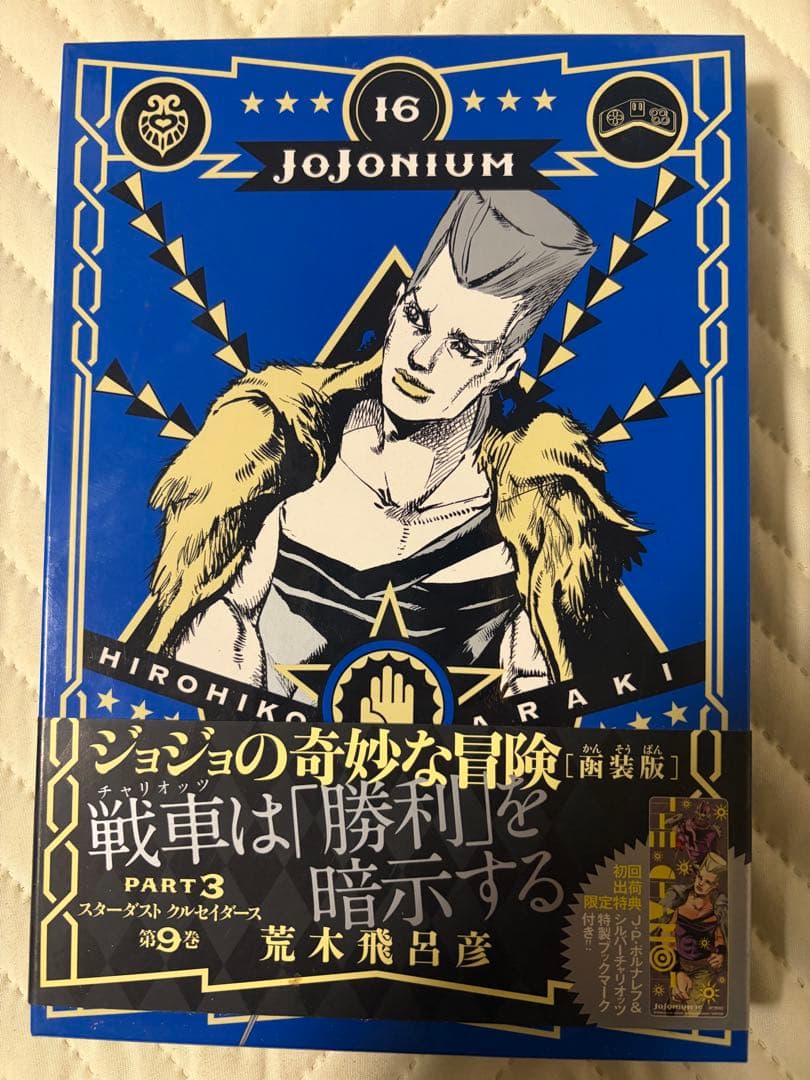 16
JOJONIUM
HIROHIKO ARAKI
ジョジョの奇妙な冒険[函装版]
かんそうばん
チャリオッツ
戦車は「勝利」を
暗示する
PART3
スターダスト クルセイダース
第9巻
荒木飛呂彦
初回
出荷
限定特典
J・P・ポルナレフ&
シルバーチャリオッツ
特製ブックマーク
付き!!
JOJONIUM